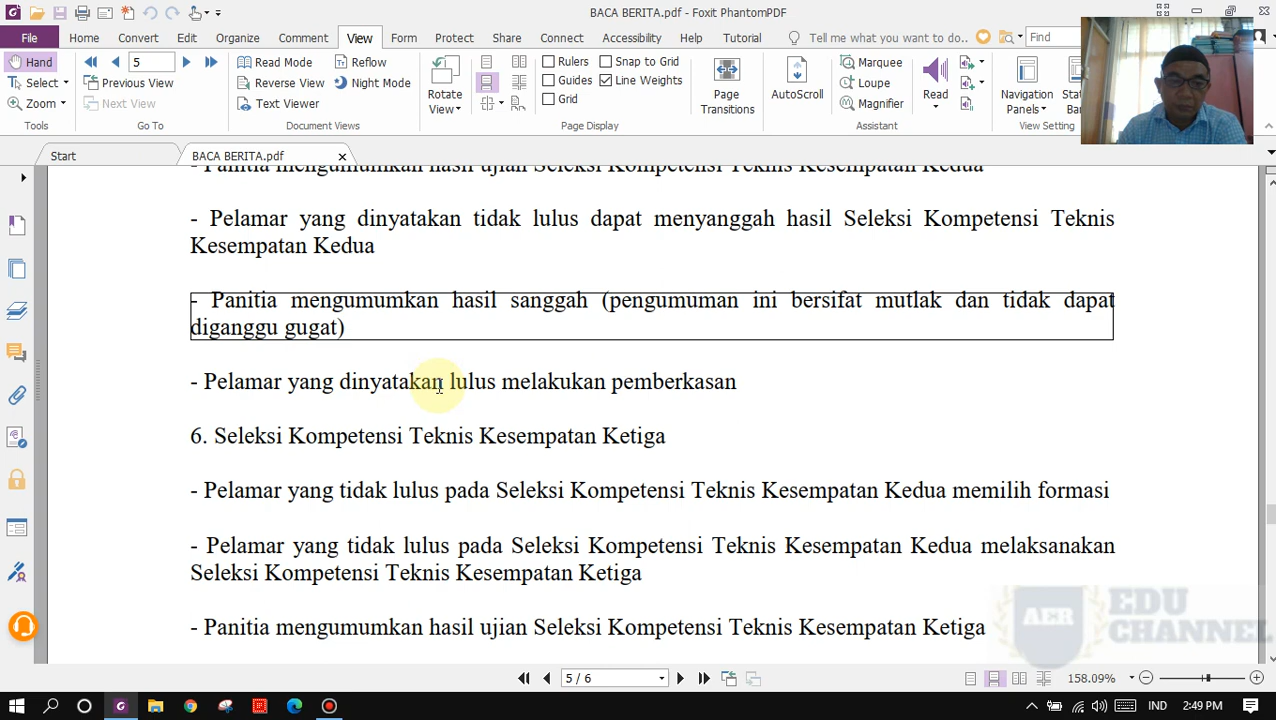 BACA BERITA.pdf - Foxit PhantomPDF
File Home Convert Edit Organize Comment View Form Protect Share Connect Accessibility Help Tutorial Tell me what you want to do.. Find
Hand 5 Read Mode Reflow Rulers Snap to Grid Marquee
Select Previous View Reverse View Night Mode Guides Line Weights Loupe
Zoom Next View Text Viewer Rotate View Grid Page Transitions AutoScroll Magnifier Read Navigation Panels
Tools Go To Document Views Page Display Assistant View Setting
Start BACA BERITA.pdf
- Panitia mengumumkan hasil ujian Seleksi Kompetensi Teknis Kesempatan Kedua
- Pelamar yang dinyatakan tidak lulus dapat menyanggah hasil Seleksi Kompetensi Teknis
Kesempatan Kedua
- Panitia mengumumkan hasil sanggah (pengumuman ini bersifat mutlak dan tidak dapat
diganggu gugat)
- Pelamar yang dinyatakan lulus melakukan pemberkasan
6. Seleksi Kompetensi Teknis Kesempatan Ketiga
- Pelamar yang tidak lulus pada Seleksi Kompetensi Teknis Kesempatan Kedua memilih formasi
- Pelamar yang tidak lulus pada Seleksi Kompetensi Teknis Kesempatan Kedua melaksanakan
Seleksi Kompetensi Teknis Kesempatan Ketiga
- Panitia mengumumkan hasil ujian Seleksi Kompetensi Teknis Kesempatan Ketiga
AER EDU
CHANNEL
5 / 6 158.09%
IND 2:49 PM